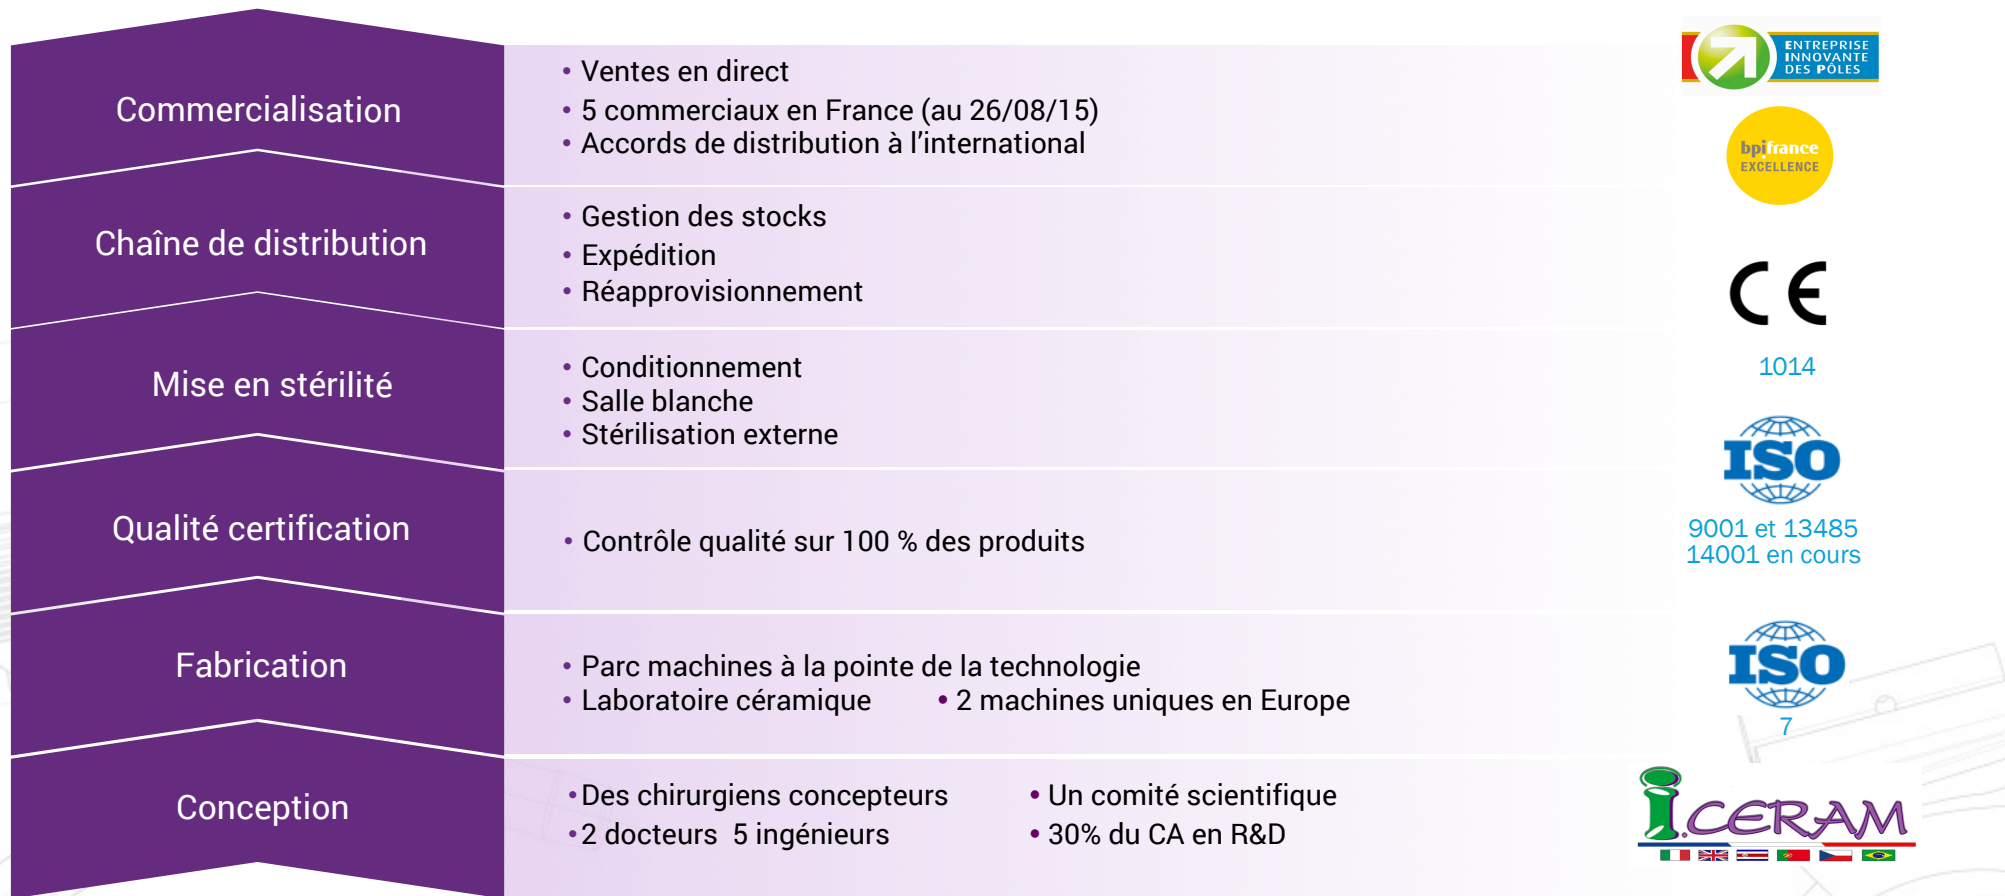 Commercialisation
• Ventes en direct
• 5 commerciaux en France (au 26/08/15)
• Accords de distribution à l’international
Chaîne de distribution
• Gestion des stocks
• Expédition
• Réapprovisionnement
Mise en stérilité
• Conditionnement
• Salle blanche
• Stérilisation externe
Qualité certification
• Contrôle qualité sur 100 % des produits
Fabrication
• Parc machines à la pointe de la technologie
• Laboratoire céramique • 2 machines uniques en Europe
Conception
•Des chirurgiens concepteurs • Un comité scientifique
•2 docteurs 5 ingénieurs • 30% du CA en R&D
ENTREPRISE
INNOVANTE
DES PÔLES
bpifrance
EXCELLENCE
CE
1014
ISO
9001 et 13485
14001 en cours
ISO
7
I.CERAM